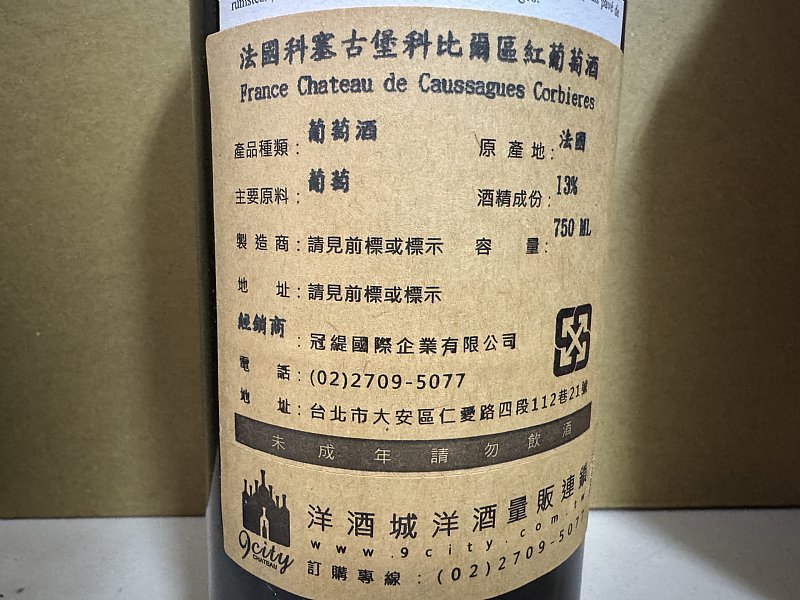 法國科塞古堡科比爾區紅葡萄酒
France Chateau de Caussagues Corbieres
產品種類：葡萄酒 原產地：法國
主要原料：葡萄 酒精成份：13%
製造商：請見前標或標示 容量：750 ML
地址：請見前標或標示
經銷商：冠緹國際企業有限公司
電話：(02)2709-5077
地址：台北市大安區仁愛路四段112巷21號
未成年請勿飲酒
洋酒城洋酒量販連鎖
www.9city.com.tw
9city
CHATEAU
訂購專線：(02)2709-5077